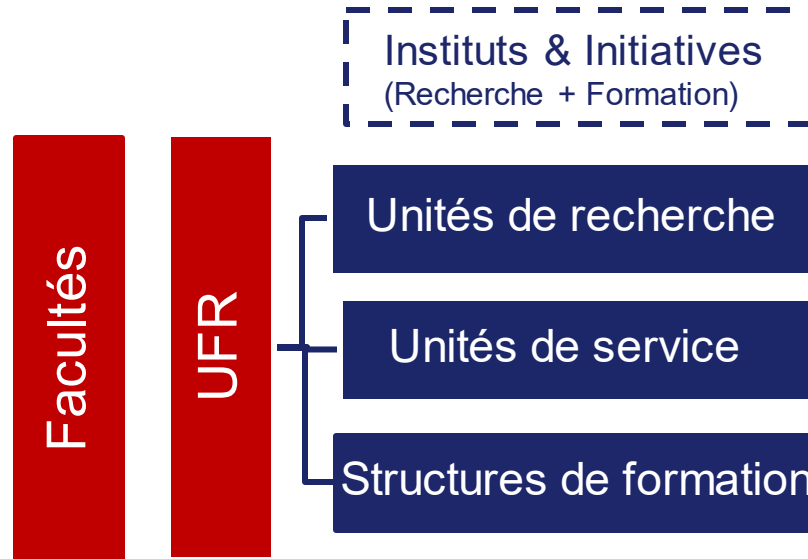 Instituts & Initiatives
(Recherche + Formation)
Facultés
UFR
Unités de recherche
Unités de service
Structures de formation